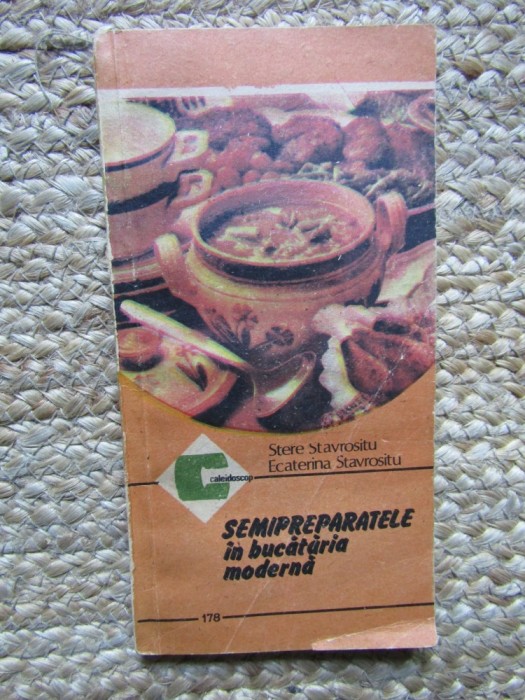 Stere Stavrositu
Ecaterina Stavrositu
caleidoscop
SEMIPREPARATELE
în bucătăria
modernă
178